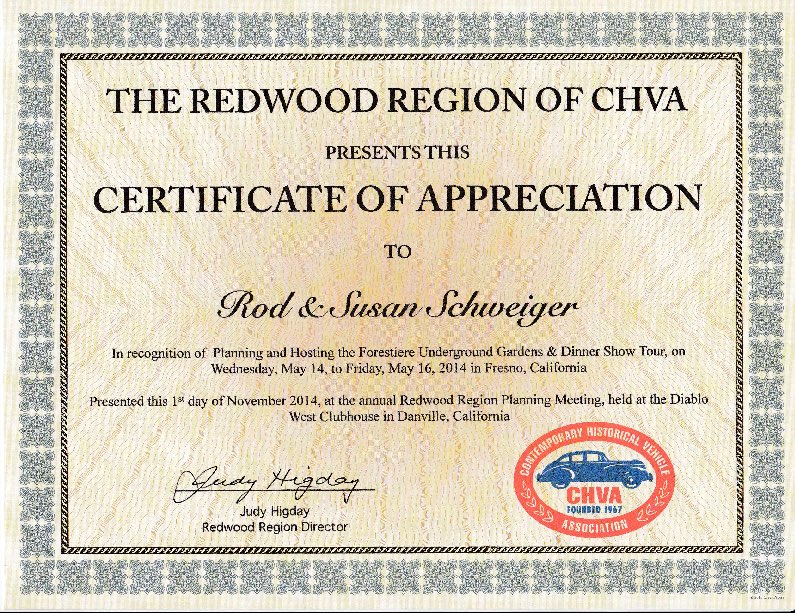 THE REDWOOD REGION OF CHVA
PRESENTS THIS
CERTIFICATE OF APPRECIATION
TO
Rod & Susan Schweiger
In recognition of Planning and Hosting the Forestiere Underground Gardens & Dinner Show Tour, on
Wednesday, May 14, to Friday, May 16, 2014 in Fresno, California
Presented this 1st day of November 2014, at the annual Redwood Region Planning Meeting, held at the Diablo
West Clubhouse in Danville, California
Judy Higday
Judy Higday
Redwood Region Director
CONTEMPORARY HISTORICAL VEHICLE
CHVA
FOUNDED 1967
ASSOCIATION